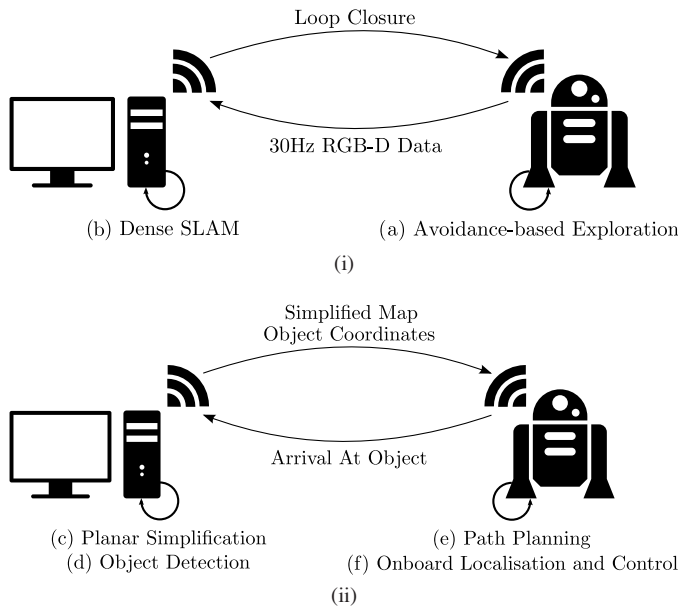 Loop Closure
30Hz RGB-D Data
(b) Dense SLAM
(a) Avoidance-based Exploration
(i)
Simplified Map
Object Coordinates
Arrival At Object
(c) Planar Simplification
(d) Object Detection
(e) Path Planning
(f) Onboard Localisation and Control
(ii)